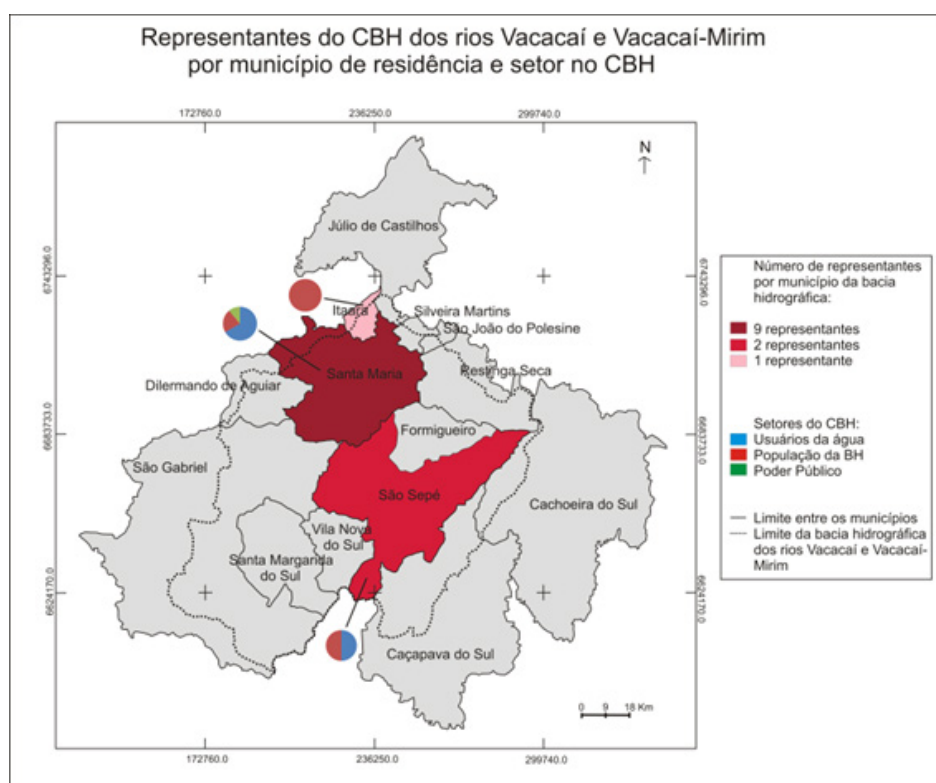 Representantes do CBH dos rios Vacacaí e Vacacaí-Mirim
por município de residência e setor no CBH
172760.0
236250.0
299740.0
N
Júlio de Castilhos
6743296.0
6743296.0
Itaara
Silveira Martins
São João do Polesine
Santa Maria
Restinga Seca
Dilermando de Aguiar
6683733.0
6683733.0
Formigueiro
São Gabriel
São Sepé
Cachoeira do Sul
Vila Nova
do Sul
Santa Margarida
do Sul
6624170.0
6624170.0
Caçapava do Sul
0 9 18 Km
172760.0
236250.0
299740.0
Número de representantes
por município da bacia
hidrográfica:
9 representantes
2 representantes
1 representante
Setores do CBH:
Usuários da água
População da BH
Poder Público
Limite entre os municípios
Limite da bacia hidrográfica
dos rios Vacacaí e Vacacaí-
Mirim